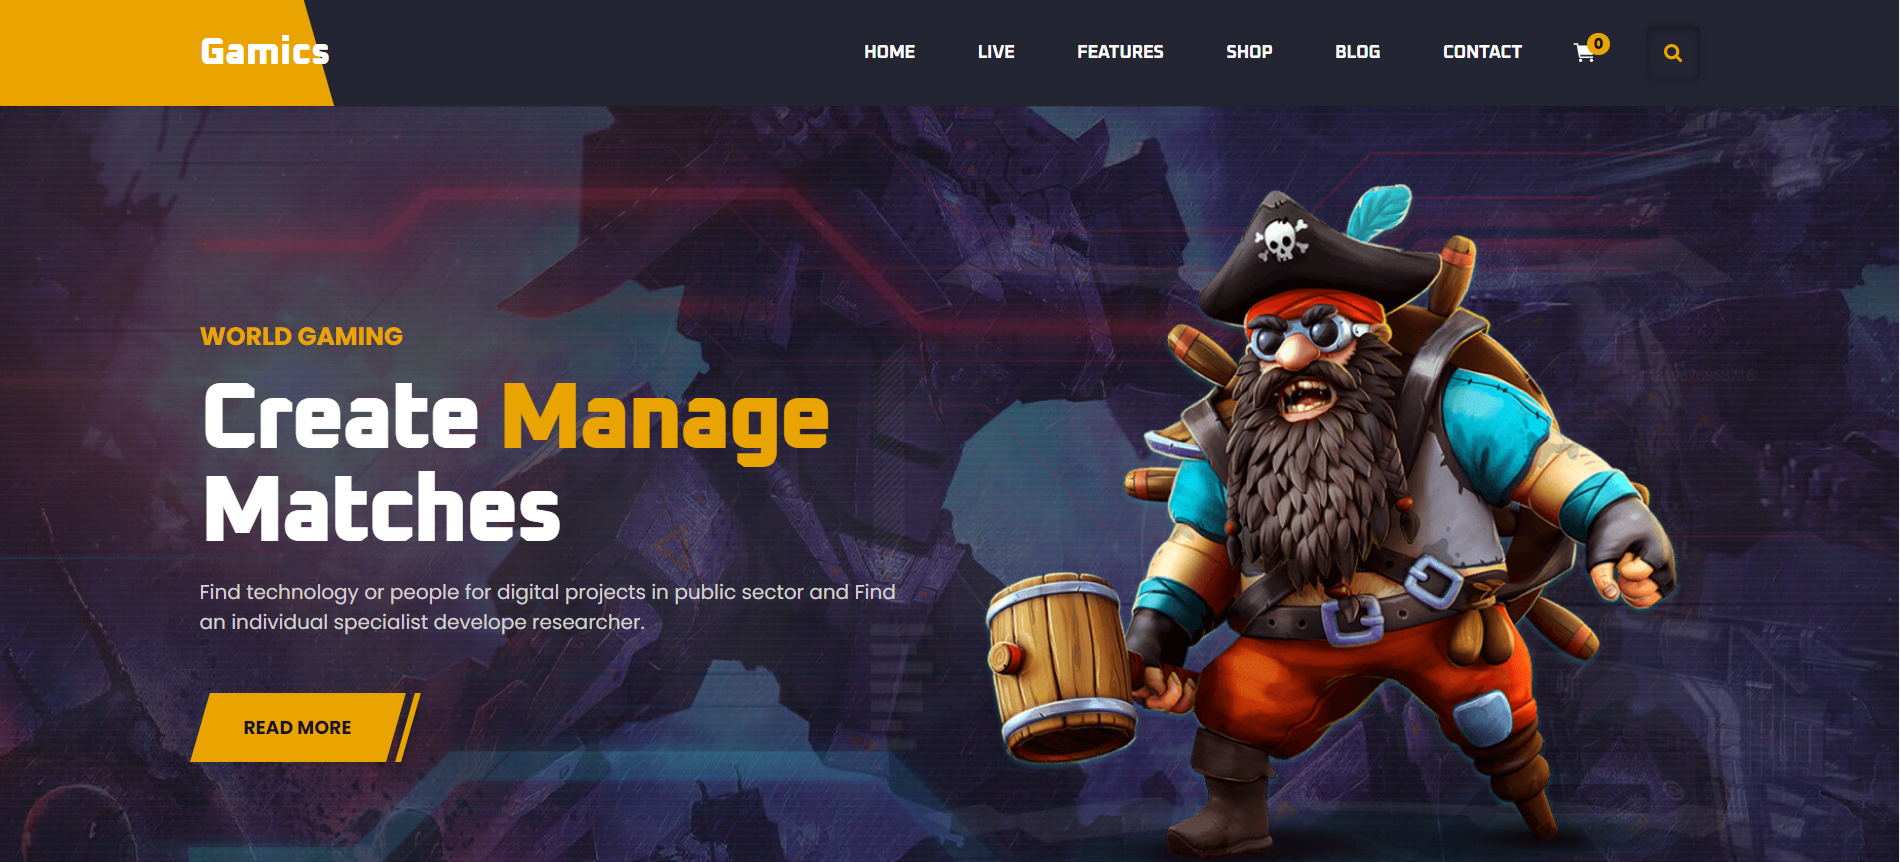 Gamics
HOME LIVE FEATURES SHOP BLOG CONTACT 0
WORLD GAMING
Create Manage
Matches
Find technology or people for digital projects in public sector and Find
an individual specialist develope researcher.
READ MORE